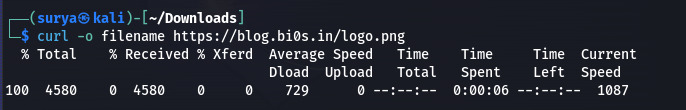 ┌──(surya㉿kali)-[~/Downloads]
└─$ curl -o filename https://blog.bi0s.in/logo.png
% Total % Received % Xferd Average Speed Time Time Time Current
Dload Upload Total Spent Left Speed
100 4580 0 4580 0 0 729 0 --:--:-- 0:00:06 --:--:-- 1087